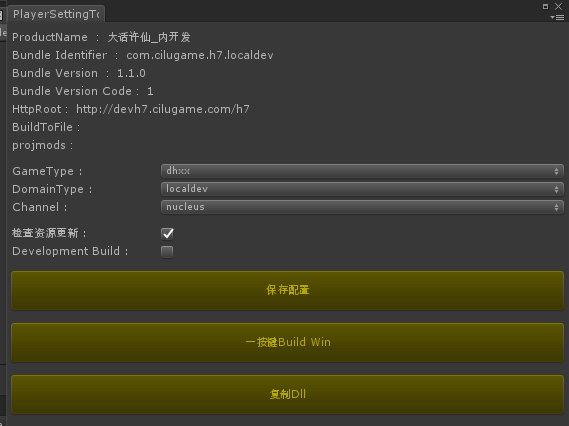 PlayerSettingTo
ProductName : 大话许仙_内开发
Bundle Identifier : com.cilugame.h7.localdev
Bundle Version : 1.1.0
Bundle Version Code : 1
HttpRoot : http://devh7.cilugame.com/h7
BuildToFile :
projmods :
GameType : dhxx
DomainType : localdev
Channel : nucleus
检查资源更新 :
Development Build :
保存配置
一按键Build Win
复制Dll